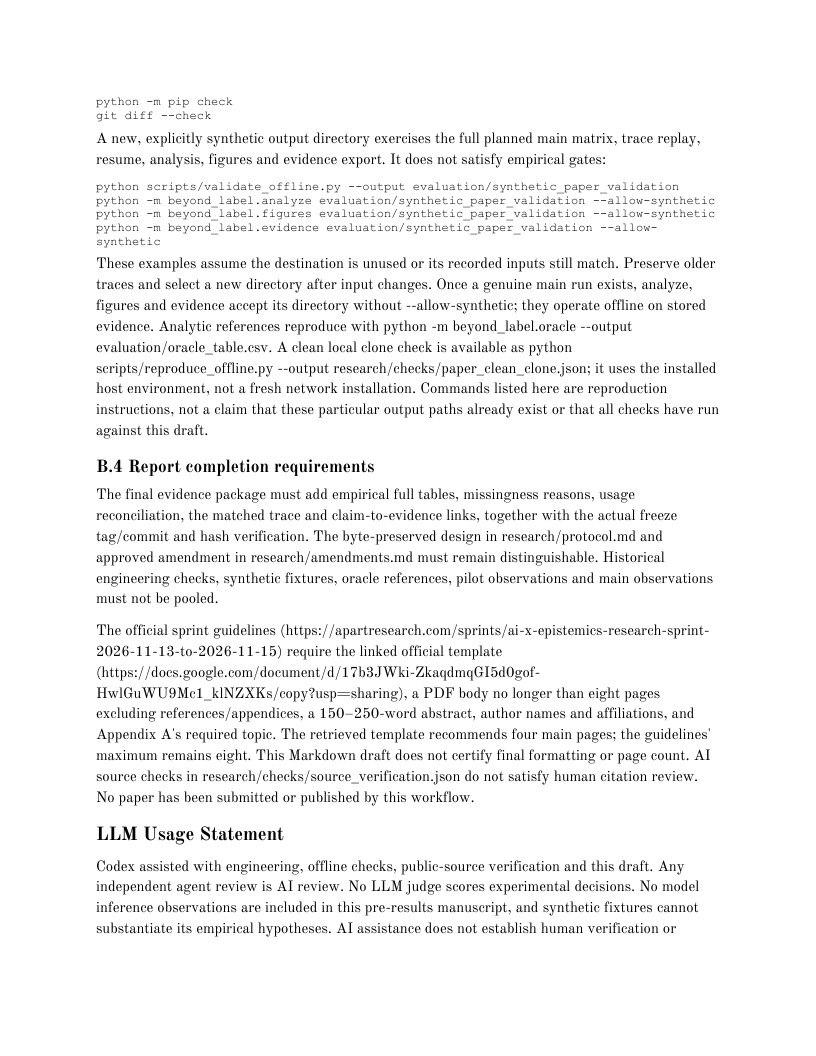 python -m pip check
git diff --check
A new, explicitly synthetic output directory exercises the full planned main matrix, trace replay,
resume, analysis, figures and evidence export. It does not satisfy empirical gates:
python scripts/validate_offline.py --output evaluation/synthetic_paper_validation
python -m beyond_label.analyze evaluation/synthetic_paper_validation --allow-synthetic
python -m beyond_label.figures evaluation/synthetic_paper_validation --allow-synthetic
python -m beyond_label.evidence evaluation/synthetic_paper_validation --allow-
synthetic
These examples assume the destination is unused or its recorded inputs still match. Preserve older
traces and select a new directory after input changes. Once a genuine main run exists, analyze,
figures and evidence accept its directory without --allow-synthetic; they operate offline on stored
evidence. Analytic references reproduce with python -m beyond_label.oracle --output
evaluation/oracle_table.csv. A clean local clone check is available as python
scripts/reproduce_offline.py --output research/checks/paper_clean_clone.json; it uses the installed
host environment, not a fresh network installation. Commands listed here are reproduction
instructions, not a claim that these particular output paths already exist or that all checks have run
against this draft.
B.4 Report completion requirements
The final evidence package must add empirical full tables, missingness reasons, usage
reconciliation, the matched trace and claim-to-evidence links, together with the actual freeze
tag/commit and hash verification. The byte-preserved design in research/protocol.md and
approved amendment in research/amendments.md must remain distinguishable. Historical
engineering checks, synthetic fixtures, oracle references, pilot observations and main observations
must not be pooled.
The official sprint guidelines (https://apartresearch.com/sprints/ai-x-epistemics-research-sprint-
2026-11-13-to-2026-11-15) require the linked official template
(https://docs.google.com/document/d/17b3JWki-ZkaqdmqGI5d0gof-
HwlGuWU9Mc1_klNZXKs/copy?usp=sharing), a PDF body no longer than eight pages
excluding references/appendices, a 150–250-word abstract, author names and affiliations, and
Appendix A's required topic. The retrieved template recommends four main pages; the guidelines'
maximum remains eight. This Markdown draft does not certify final formatting or page count. AI
source checks in research/checks/source_verification.json do not satisfy human citation review.
No paper has been submitted or published by this workflow.
LLM Usage Statement
Codex assisted with engineering, offline checks, public-source verification and this draft. Any
independent agent review is AI review. No LLM judge scores experimental decisions. No model
inference observations are included in this pre-results manuscript, and synthetic fixtures cannot
substantiate its empirical hypotheses. AI assistance does not establish human verification or